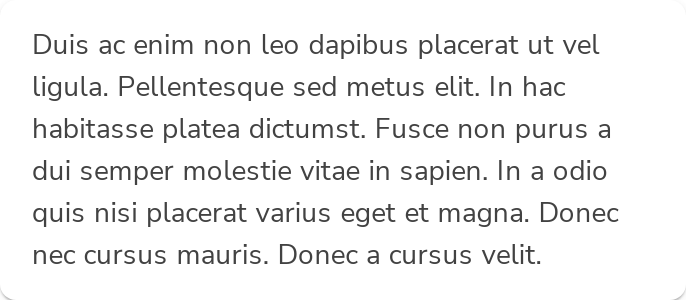 Duis ac enim non leo dapibus placerat ut vel
ligula. Pellentesque sed metus elit. In hac
habitasse platea dictumst. Fusce non purus a
dui semper molestie vitae in sapien. In a odio
quis nisi placerat varius eget et magna. Donec
nec cursus mauris. Donec a cursus velit.